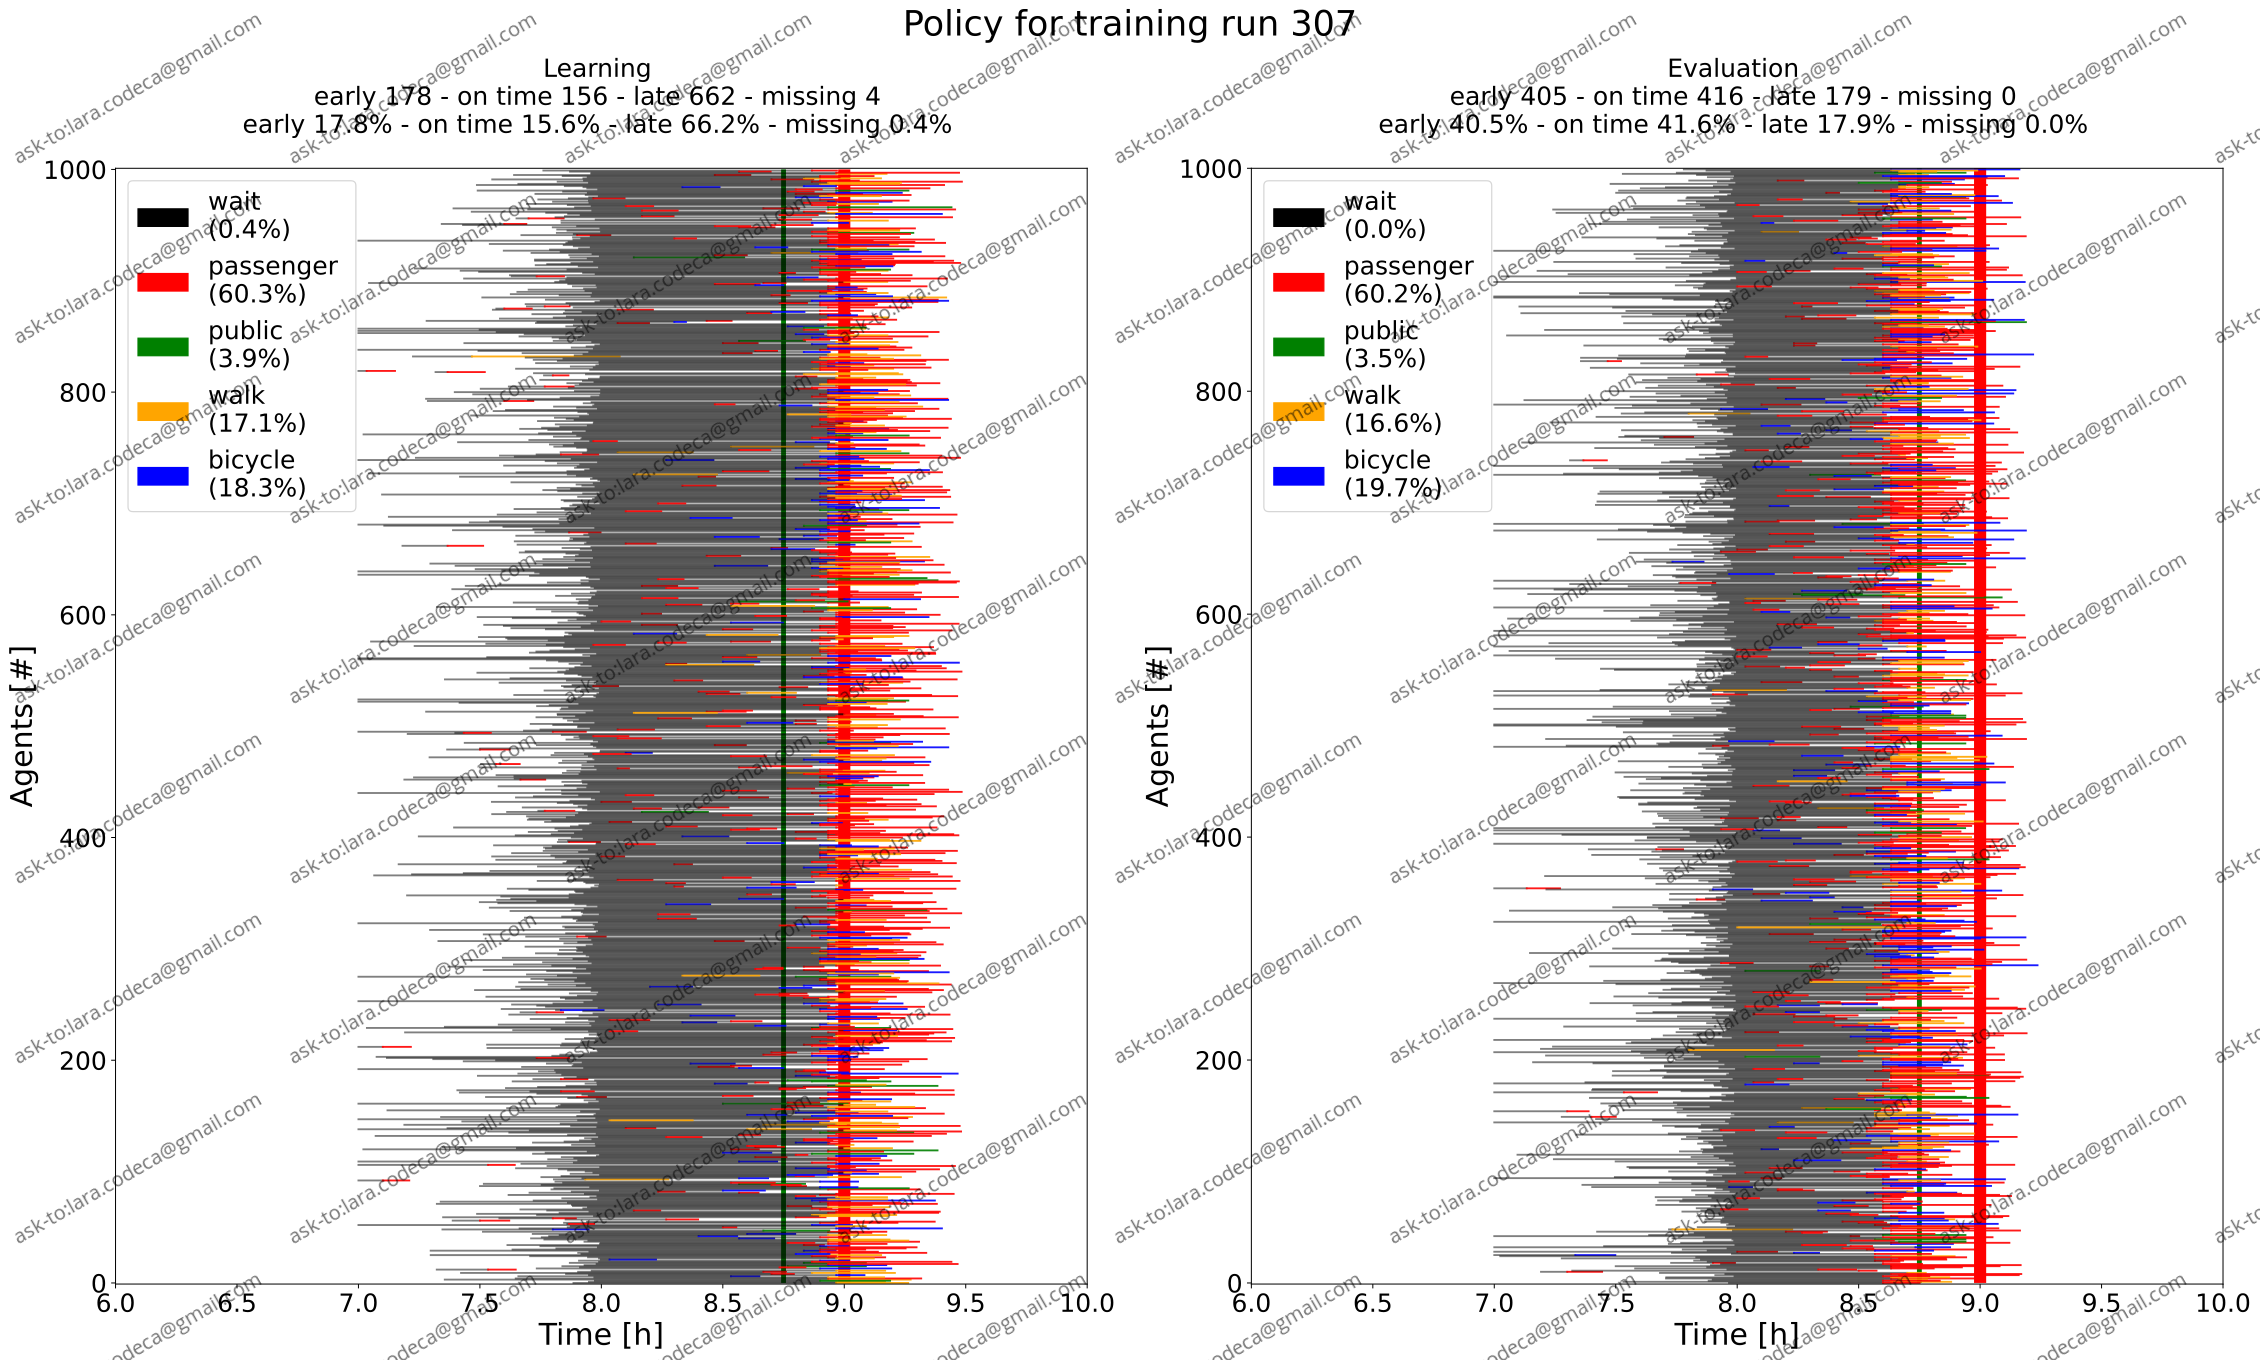 Policy for training run 307
Learning
early 178 - on time 156 - late 662 - missing 4
early 17.8% - on time 15.6% - late 66.2% - missing 0.4%
1000
800
600
400
200
0
Agents [#]
wait
(0.4%)
passenger
(60.3%)
public
(3.9%)
walk
(17.1%)
bicycle
(18.3%)
6.0 6.5 7.0 7.5 8.0 8.5 9.0 9.5 10.0
Time [h]
Evaluation
early 405 - on time 416 - late 179 - missing 0
early 40.5% - on time 41.6% - late 17.9% - missing 0.0%
1000
800
600
400
200
0
Agents [#]
wait
(0.0%)
passenger
(60.2%)
public
(3.5%)
walk
(16.6%)
bicycle
(19.7%)
6.0 6.5 7.0 7.5 8.0 8.5 9.0 9.5 10.0
Time [h]
ask-to:lara.codeca@gmail.com